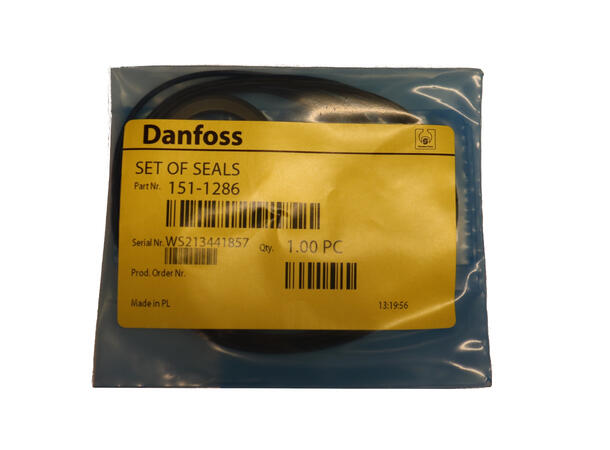 Danfoss
SET OF SEALS
Part Nr. 151-1286
Serial Nr. WS213441857 Qty. 1.00 PC
Prod. Order Nr.
Made in PL 13:19:56